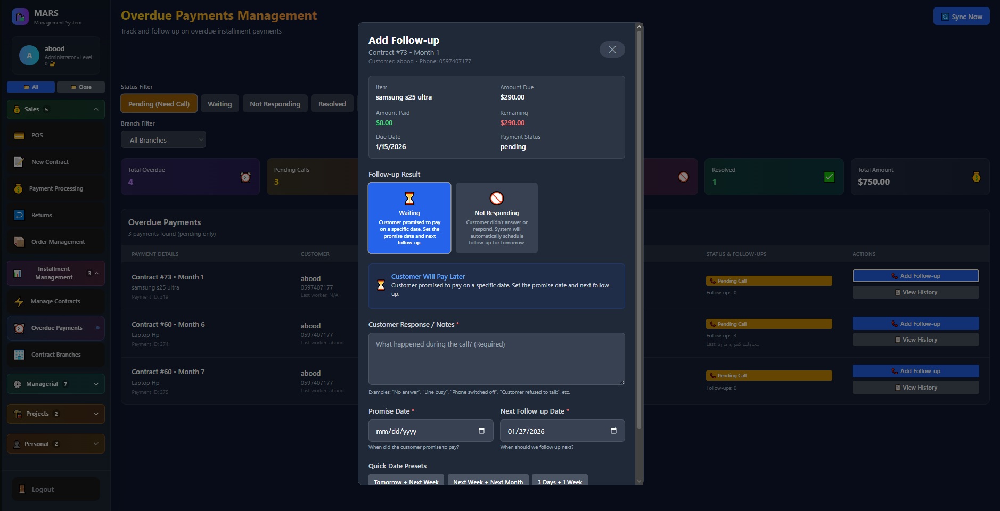 MARS
Management System
A
abood
Administrator • Level
0
All
Close
Sales 5
POS
New Contract
Payment Processing
Returns
Order Management
Installment
Management
3
Manage Contracts
Overdue Payments
Contract Branches
Managerial 7
Projects 2
Personal 2
Logout
Overdue Payments Management
Track and follow up on overdue installment payments
Sync Now
Status Filter
Pending (Need Call)
Waiting
Not Responding
Resolved
Branch Filter
All Branches
Total Overdue
4
Pending Calls
3
Resolved
1
Total Amount
$750.00
Overdue Payments
3 payments found (pending only)
PAYMENT DETAILS
CUSTOMER
STATUS & FOLLOW-UPS
ACTIONS
Contract #73 • Month 1
samsung s25 ultra
Payment ID: 319
abood
0597407177
Last worker: N/A
Pending Call
Follow-ups: 0
Add Follow-up
View History
Contract #60 • Month 6
Laptop Hp
Payment ID: 274
abood
0597407177
Last worker: abood
Pending Call
Follow-ups: 3
Last: حاولت كتير و ما رد...
Add Follow-up
View History
Contract #60 • Month 7
Laptop Hp
Payment ID: 275
abood
0597407177
Last worker: abood
Pending Call
Follow-ups: 0
Add Follow-up
View History
Add Follow-up
Contract #73 • Month 1
Customer: abood • Phone: 0597407177
Item
samsung s25 ultra
Amount Due
$290.00
Amount Paid
$0.00
Remaining
$290.00
Due Date
1/15/2026
Payment Status
pending
Follow-up Result
Waiting
Customer promised to pay
on a specific date. Set the
promise date and next
follow-up.
Not Responding
Customer didn't answer or
respond. System will
automatically schedule
follow-up for tomorrow.
Customer Will Pay Later
Customer promised to pay on a specific date. Set the promise date and next follow-
up.
Customer Response / Notes *
What happened during the call? (Required)
Examples: "No answer", "Line busy", "Phone switched off", "Customer refused to talk", etc.
Promise Date *
mm/dd/yyyy
When did the customer promise to pay?
Next Follow-up Date *
01/27/2026
When should we follow up next?
Quick Date Presets
Tomorrow + Next Week
Next Week + Next Month
3 Days + 1 Week